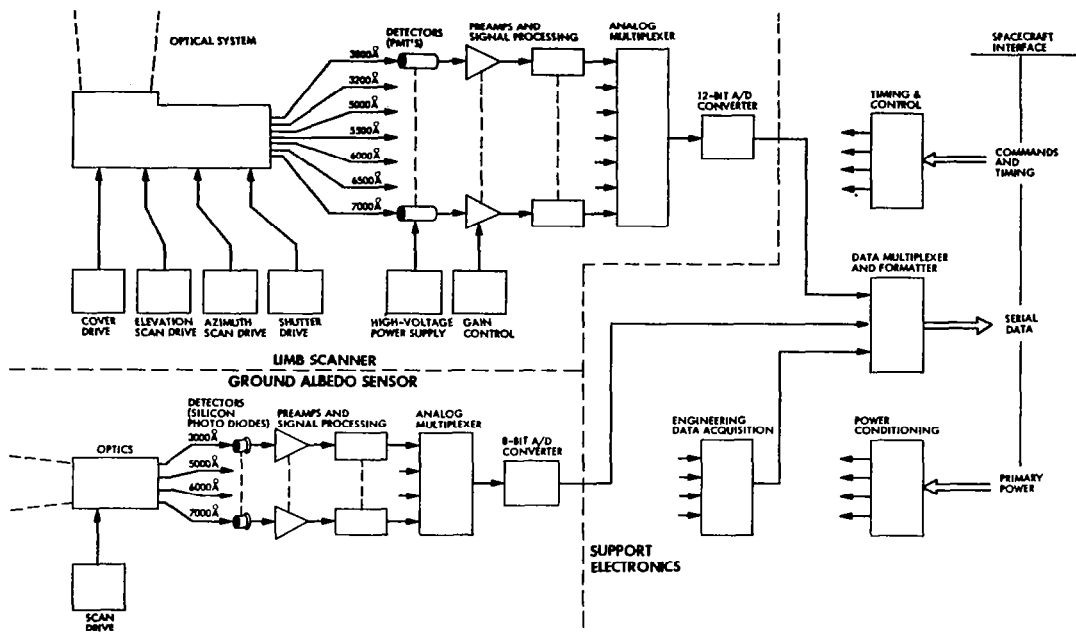 OPTICAL SYSTEM
DETECTORS
(PMT'S)
PREAMPS AND
SIGNAL PROCESSING
ANALOG
MULTIPLEXER
SPACECRAFT
INTERFACE
3800Å
3200Å
5000Å
5500Å
6000Å
6500Å
7000Å
12-BIT A/D
CONVERTER
TIMING &
CONTROL
COMMANDS
AND
TIMING
COVER
DRIVE
ELEVATION
SCAN DRIVE
AZIMUTH
SCAN DRIVE
SHUTTER
DRIVE
HIGH-VOLTAGE
POWER SUPPLY
GAIN
CONTROL
DATA MULTIPLEXER
AND FORMATTER
SERIAL
DATA
LIMB SCANNER
GROUND ALBEDO SENSOR
DETECTORS
(SILICON
PHOTO DIODES)
PREAMPS AND
SIGNAL PROCESSING
ANALOG
MULTIPLEXER
OPTICS
3000Å
5000Å
6000Å
7000Å
8-BIT A/D
CONVERTER
ENGINEERING
DATA ACQUISITION
POWER
CONDITIONING
PRIMARY
POWER
SUPPORT
ELECTRONICS
SCAN
DRIVE